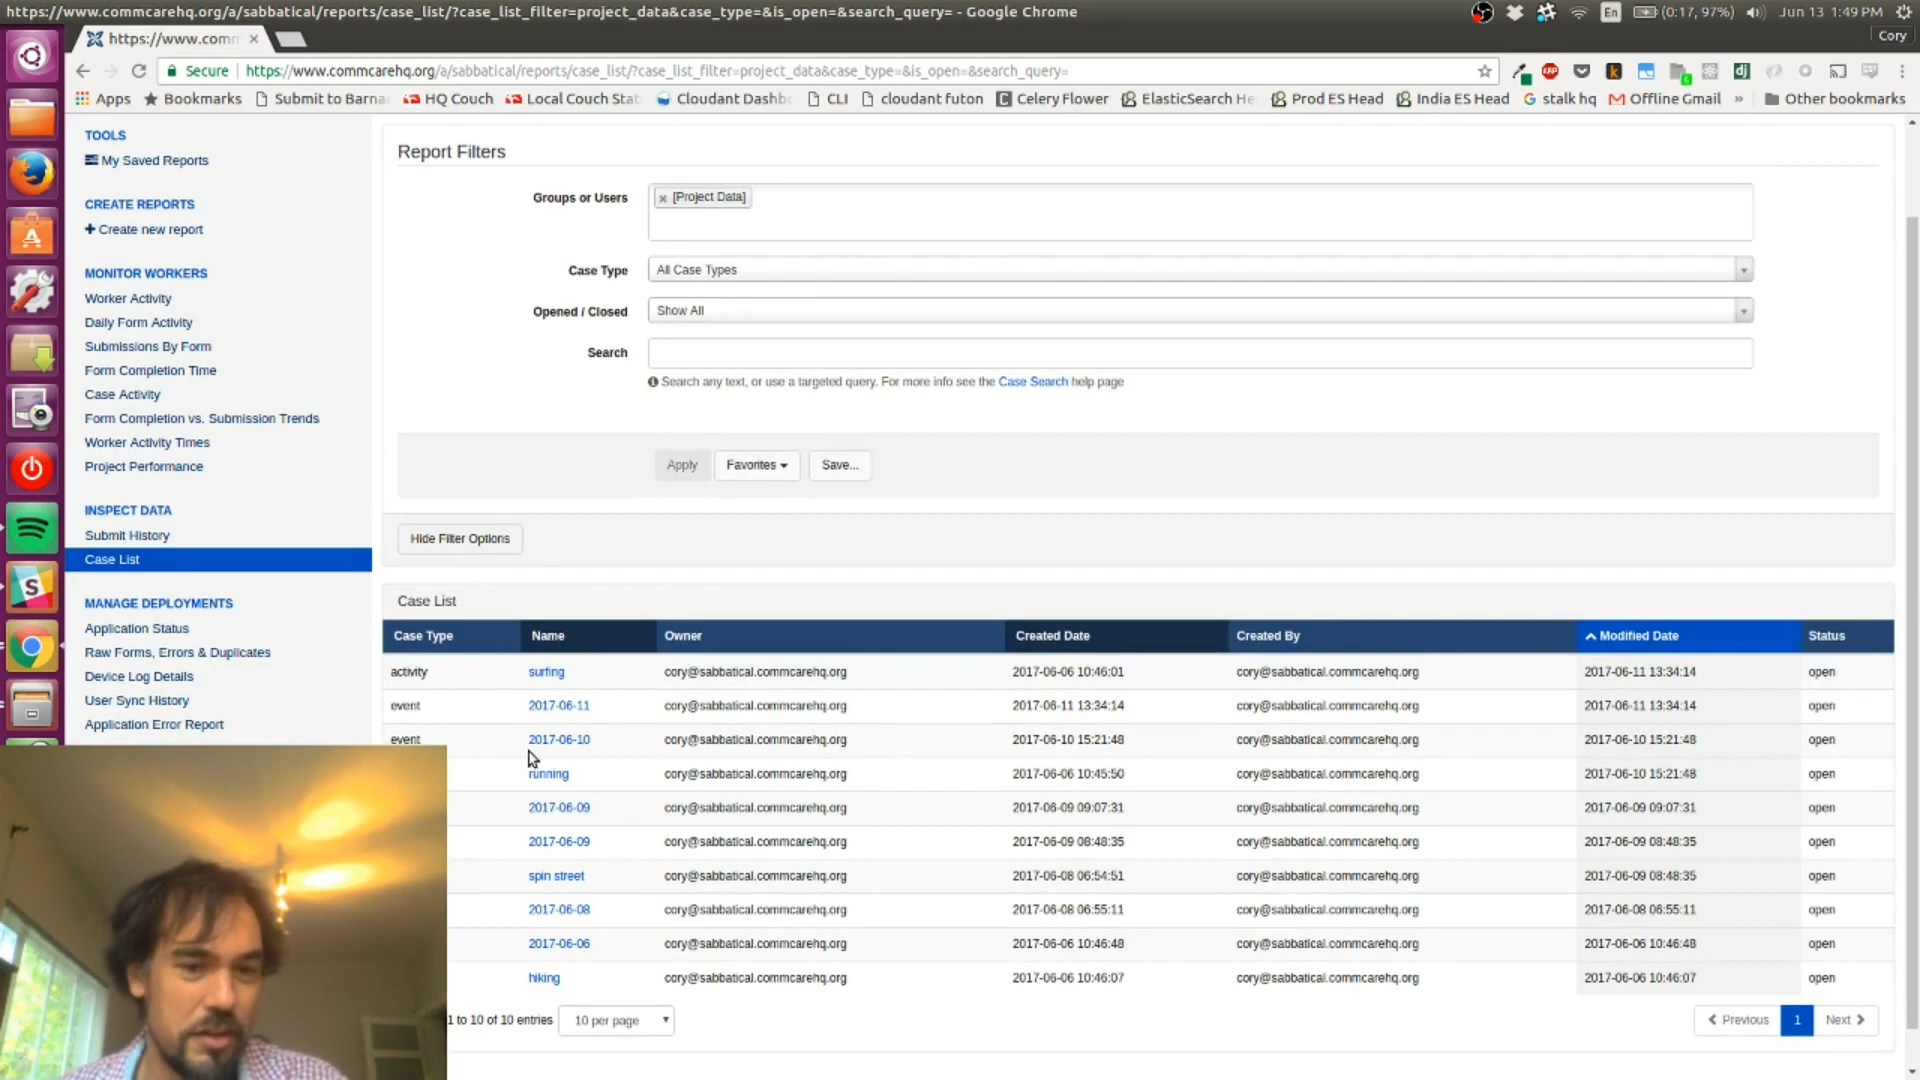 https://www.commcarehq.org/a/sabbatical/reports/case_list/?case_list_filter=project_data&case_type=&is_open=&search_query= - Google Chrome
En (0:17, 97%) Jun 13 1:49 PM
https://www.comm Cory
Secure https://www.commcarehq.org/a/sabbatical/reports/case_list/?case_list_filter=project_data&case_type=&is_open=&search_query=
Apps Bookmarks Submit to Barna HQ Couch Local Couch Stat Cloudant Dashb CLI cloudant futon Celery Flower ElasticSearch He Prod ES Head India ES Head stalk hq Offline Gmail » Other bookmarks
TOOLS
My Saved Reports
CREATE REPORTS
Create new report
MONITOR WORKERS
Worker Activity
Daily Form Activity
Submissions By Form
Form Completion Time
Case Activity
Form Completion vs. Submission Trends
Worker Activity Times
Project Performance
INSPECT DATA
Submit History
Case List
MANAGE DEPLOYMENTS
Application Status
Raw Forms, Errors & Duplicates
Device Log Details
User Sync History
Application Error Report
Report Filters
Groups or Users × [Project Data]
Case Type All Case Types
Opened / Closed Show All
Search
Search any text, or use a targeted query. For more info see the Case Search help page
Apply Favorites Save...
Hide Filter Options
Case List
Case Type Name Owner Created Date Created By Modified Date Status
activity surfing cory@sabbatical.commcarehq.org 2017-06-06 10:46:01 cory@sabbatical.commcarehq.org 2017-06-11 13:34:14 open
event 2017-06-11 cory@sabbatical.commcarehq.org 2017-06-11 13:34:14 cory@sabbatical.commcarehq.org 2017-06-11 13:34:14 open
event 2017-06-10 cory@sabbatical.commcarehq.org 2017-06-10 15:21:48 cory@sabbatical.commcarehq.org 2017-06-10 15:21:48 open
running cory@sabbatical.commcarehq.org 2017-06-06 10:45:50 cory@sabbatical.commcarehq.org 2017-06-10 15:21:48 open
2017-06-09 cory@sabbatical.commcarehq.org 2017-06-09 09:07:31 cory@sabbatical.commcarehq.org 2017-06-09 09:07:31 open
2017-06-09 cory@sabbatical.commcarehq.org 2017-06-09 08:48:35 cory@sabbatical.commcarehq.org 2017-06-09 08:48:35 open
spin street cory@sabbatical.commcarehq.org 2017-06-08 06:54:51 cory@sabbatical.commcarehq.org 2017-06-09 08:48:35 open
2017-06-08 cory@sabbatical.commcarehq.org 2017-06-08 06:55:11 cory@sabbatical.commcarehq.org 2017-06-08 06:55:11 open
2017-06-06 cory@sabbatical.commcarehq.org 2017-06-06 10:46:48 cory@sabbatical.commcarehq.org 2017-06-06 10:46:48 open
hiking cory@sabbatical.commcarehq.org 2017-06-06 10:46:07 cory@sabbatical.commcarehq.org 2017-06-06 10:46:07 open
1 to 10 of 10 entries 10 per page Previous 1 Next